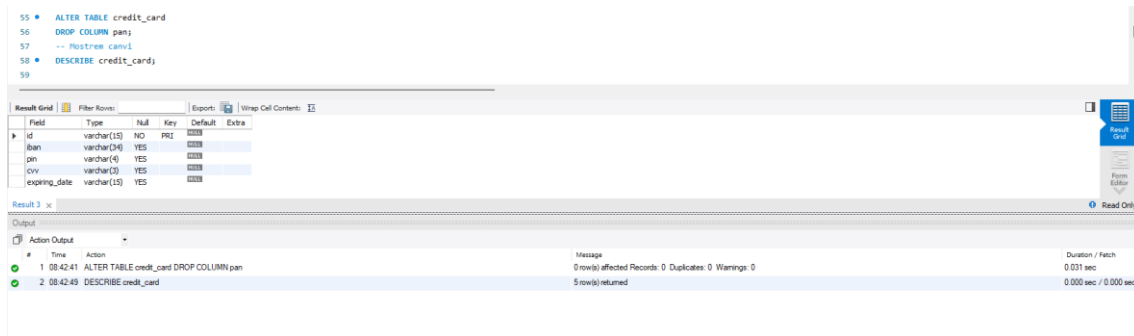 55 ALTER TABLE credit_card
56 DROP COLUMN pan;
57 -- Mostrem canvi
58 DESCRIBE credit_card;
59
Result Grid Filter Rows: Export: Wrap Cell Content:
Field Type Null Key Default Extra
id varchar(15) NO PRI NULL
iban varchar(34) YES NULL
pin varchar(4) YES NULL
cvv varchar(3) YES NULL
expiring_date varchar(15) YES NULL
Result Grid
Form Editor
Result 3 x
Read Only
Output
Action Output
# Time Action Message Duration / Fetch
1 08:42:41 ALTER TABLE credit_card DROP COLUMN pan 0 row(s) affected Records: 0 Duplicates: 0 Warnings: 0 0.031 sec
2 08:42:49 DESCRIBE credit_card 5 row(s) returned 0.000 sec / 0.000 sec